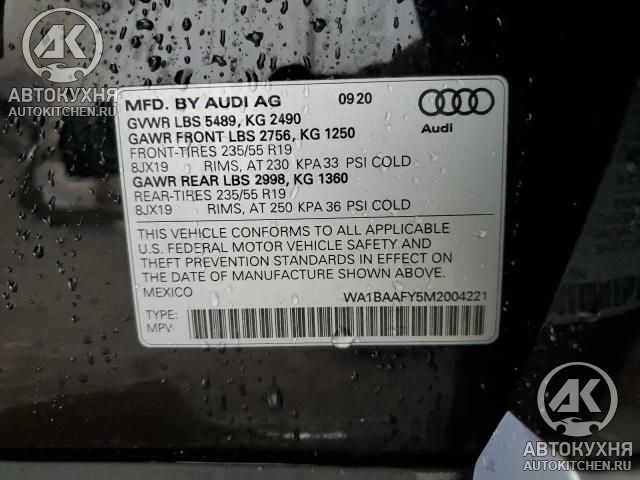 AK
АВТОКУХНЯ
AUTOKITCHEN.RU
MFD. BY AUDI AG 09 20
GVWR LBS 5489, KG 2490
GAWR FRONT LBS 2756, KG 1250
FRONT-TIRES 235/55 R19
8JX19 RIMS, AT 230 KPA 33 PSI COLD
GAWR REAR LBS 2998, KG 1360
REAR-TIRES 235/55 R19
8JX19 RIMS, AT 250 KPA 36 PSI COLD
Audi
THIS VEHICLE CONFORMS TO ALL APPLICABLE
U.S. FEDERAL MOTOR VEHICLE SAFETY AND
THEFT PREVENTION STANDARDS IN EFFECT ON
THE DATE OF MANUFACTURE SHOWN ABOVE.
MEXICO WA1BAAFY5M2004221
TYPE:
MPV
AK
АВТОКУХНЯ
AUTOKITCHEN.RU